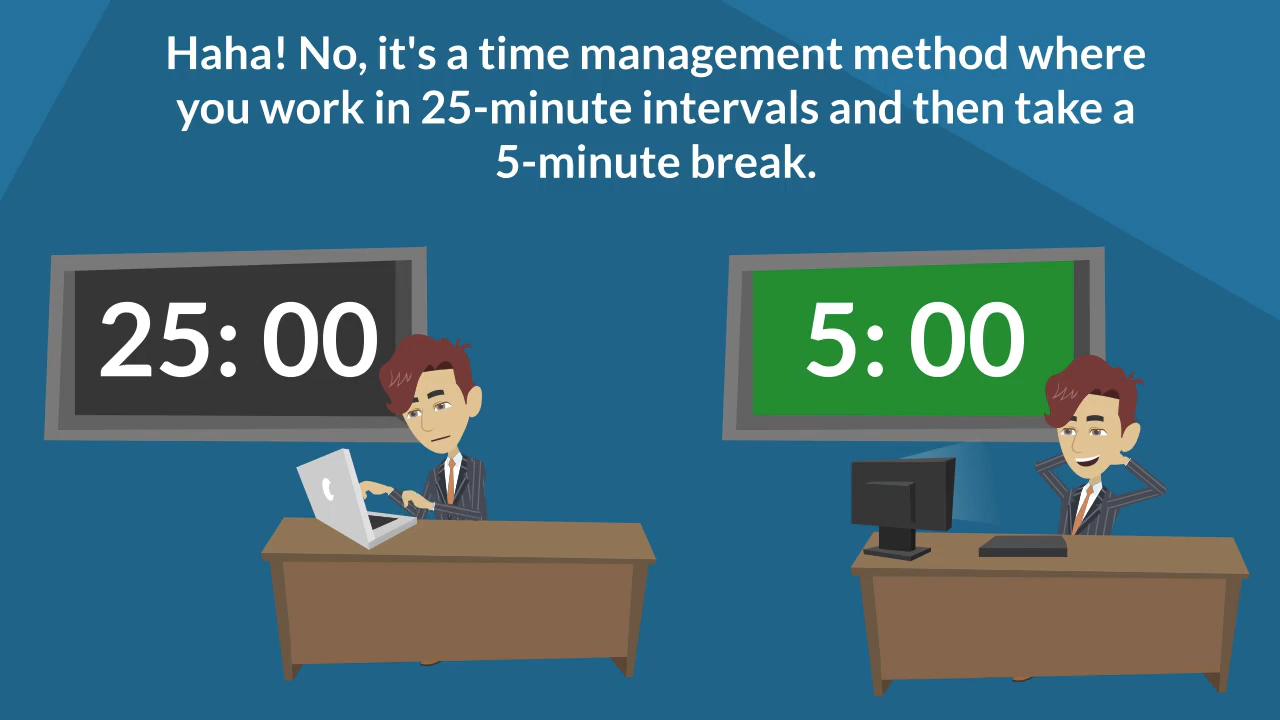 Haha! No, it's a time management method where
you work in 25-minute intervals and then take a
5-minute break.
25: 00
5: 00